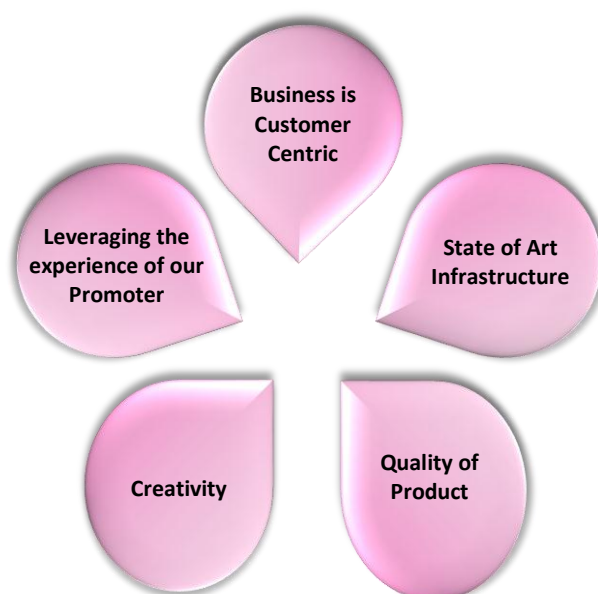 Business is
Customer
Centric
State of Art
Infrastructure
Quality of
Product
Creativity
Leveraging the
experience of our
Promoter